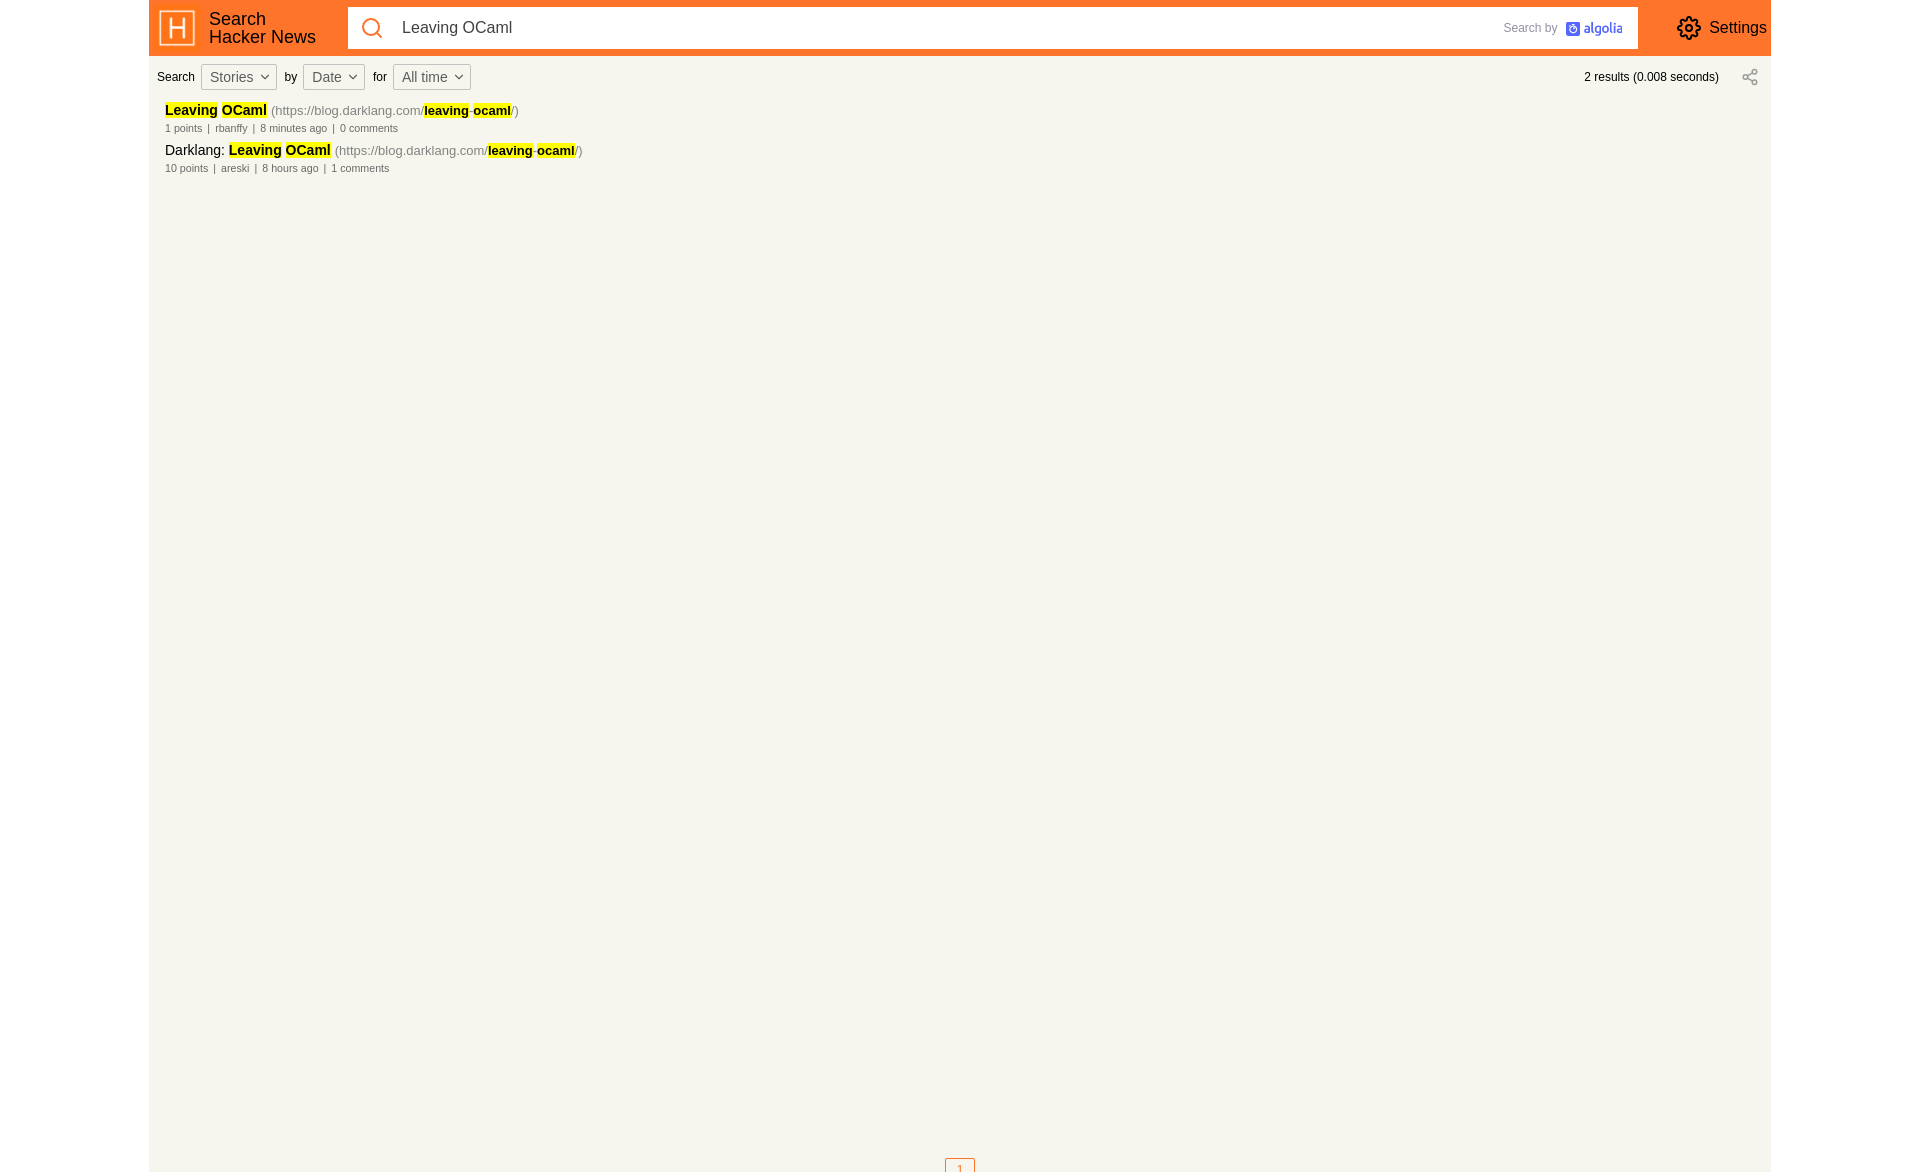 H Search Hacker News
Leaving OCaml
Search by algolia
Settings
Search Stories by Date for All time
2 results (0.008 seconds)
Leaving OCaml (https://blog.darklang.com/leaving-ocaml/)
1 points | rbanffy | 8 minutes ago | 0 comments
Darklang: Leaving OCaml (https://blog.darklang.com/leaving-ocaml/)
10 points | areski | 8 hours ago | 1 comments
1